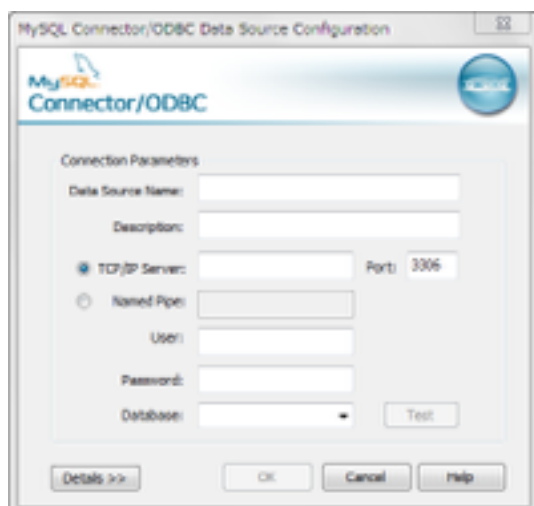 MySQL Connector/ODBC Data Source Configuration
MySQL
Connector/ODBC
Connection Parameters
Data Source Name:
Description:
TCP/IP Server: Port: 3306
Named Pipe:
User:
Password:
Database: Test
Details >> OK Cancel Help